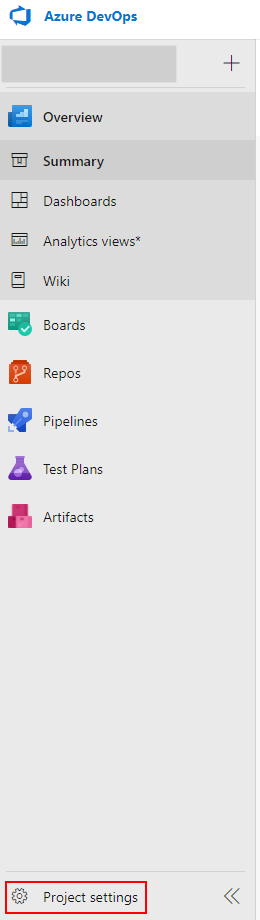 Azure DevOps
Overview
Summary
Dashboards
Analytics views*
Wiki
Boards
Repos
Pipelines
Test Plans
Artifacts
Project settings